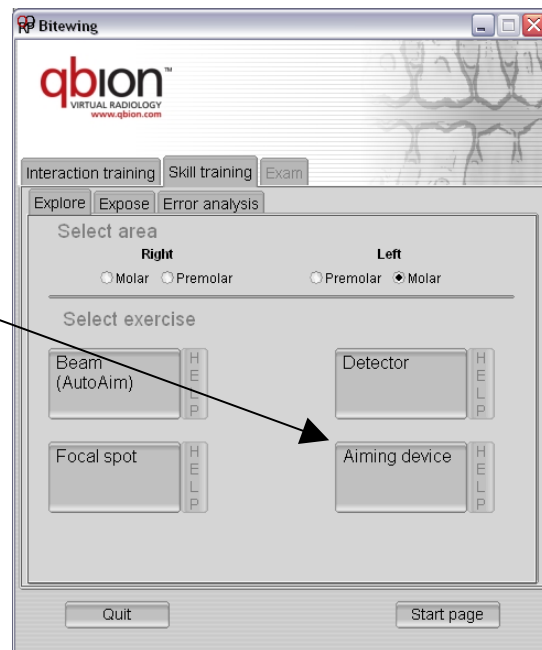 Bitewing
qbion™
VIRTUAL RADIOLOGY
www.qbion.com
Interaction training Skill training Exam
Explore Expose Error analysis
Select area
Right Left
Molar Premolar Premolar Molar
Select exercise
Beam (AutoAim) HELP Detector HELP
Focal spot HELP Aiming device HELP
Quit Start page